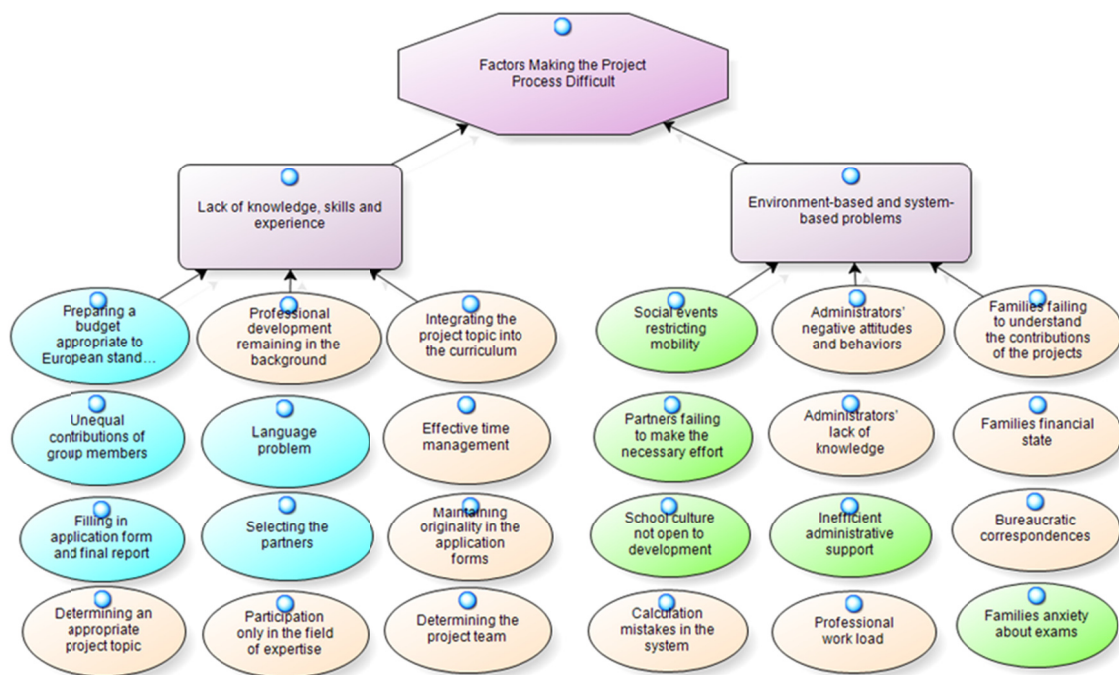 Factors Making the Project
Process Difficult
Lack of knowledge, skills and
experience
Environment-based and system-
based problems
Preparing a
budget
appropriate to
European stand…
Professional
development
remaining in the
background
Integrating the
project topic into
the curriculum
Social events
restricting
mobility
Administrators'
negative attitudes
and behaviors
Families failing
to understand
the contributions
of the projects
Unequal
contributions of
group members
Language
problem
Effective time
management
Partners failing
to make the
necessary effort
Administrators'
lack of
knowledge
Families financial
state
Filling in
application form
and final report
Selecting the
partners
Maintaining
originality in the
application
forms
School culture
not open to
development
Inefficient
administrative
support
Bureaucratic
correspondences
Determining an
appropriate
project topic
Participation
only in the field
of expertise
Determining the
project team
Calculation
mistakes in the
system
Professional
work load
Families anxiety
about exams